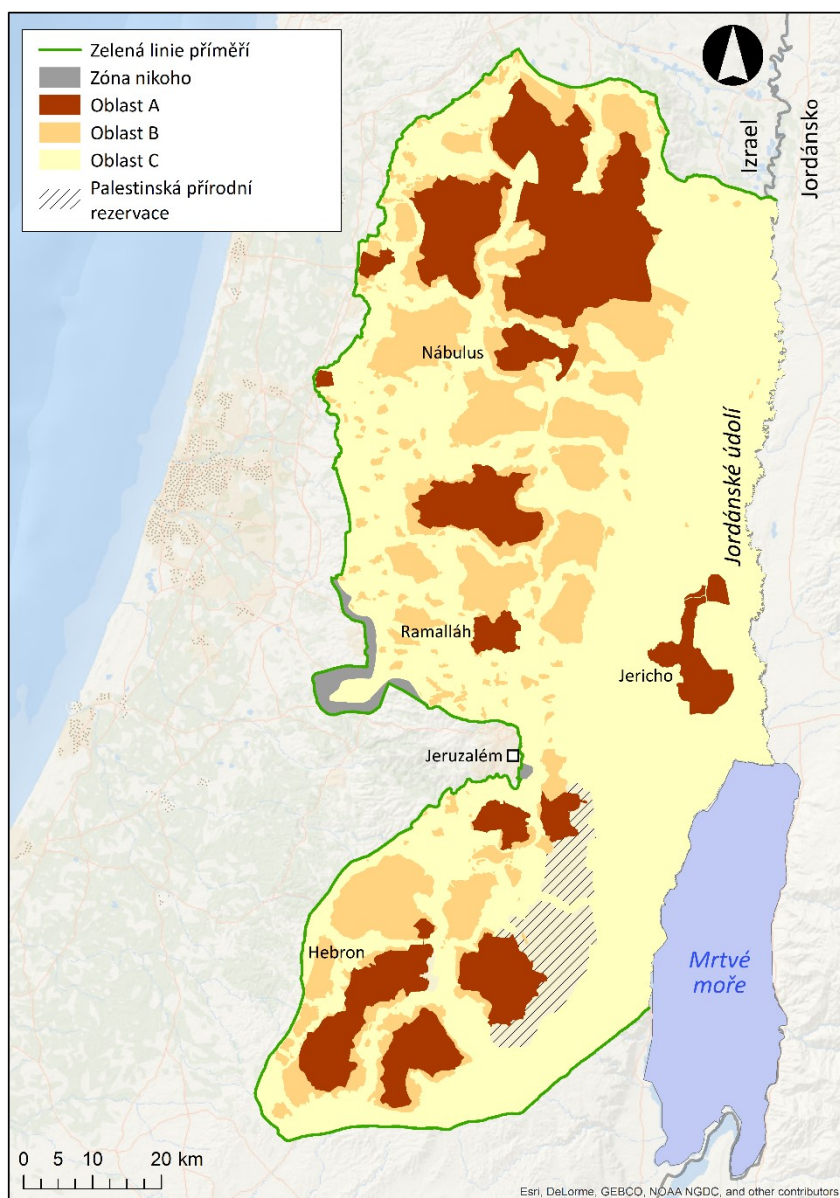 Zelená linie příměří
Zóna nikoho
Oblast A
Oblast B
Oblast C
Palestinská přírodní
rezervace
Izrael
Jordánsko
Nábulus
Jordánské údolí
Ramalláh
Jericho
Jeruzalém
Hebron
Mrtvé
moře
0 5 10 20 km
Esri, DeLorme, GEBCO, NOAA NGDC, and other contributors